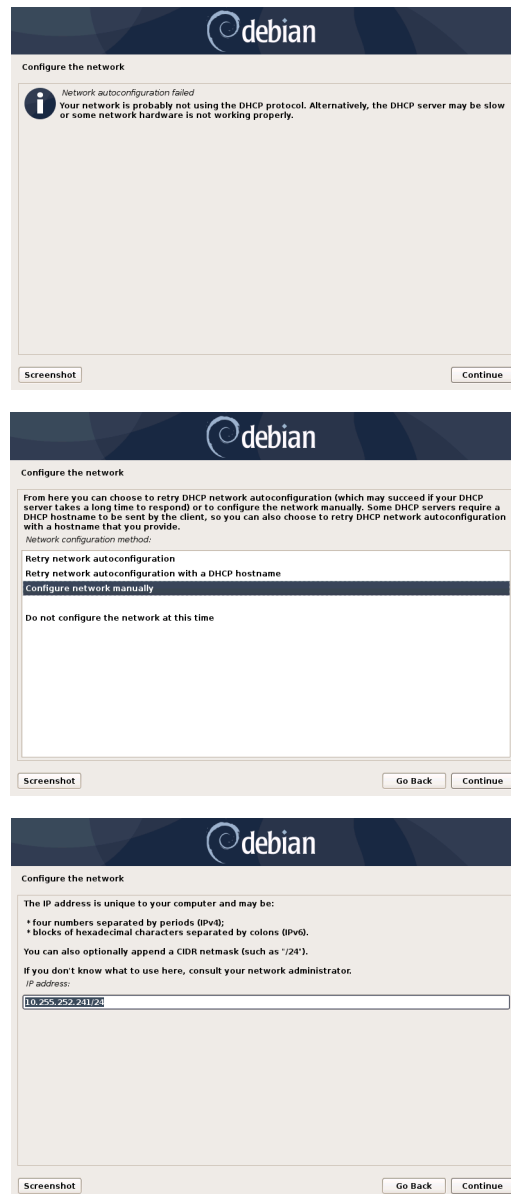 debian
Configure the network
Network autoconfiguration failed
Your network is probably not using the DHCP protocol. Alternatively, the DHCP server may be slow
or some network hardware is not working properly.
Screenshot
Continue
debian
Configure the network
From here you can choose to retry DHCP network autoconfiguration (which may succeed if your DHCP
server takes a long time to respond) or to configure the network manually. Some DHCP servers require a
DHCP hostname to be sent by the client, so you can also choose to retry DHCP network autoconfiguration
with a hostname that you provide.
Network configuration method:
Retry network autoconfiguration
Retry network autoconfiguration with a DHCP hostname
Configure network manually
Do not configure the network at this time
Screenshot
Go Back
Continue
debian
Configure the network
The IP address is unique to your computer and may be:
* four numbers separated by periods (IPv4);
* blocks of hexadecimal characters separated by colons (IPv6).
You can also optionally append a CIDR netmask (such as "/24").
If you don't know what to use here, consult your network administrator.
IP address:
10.255.252.241/24
Screenshot
Go Back
Continue